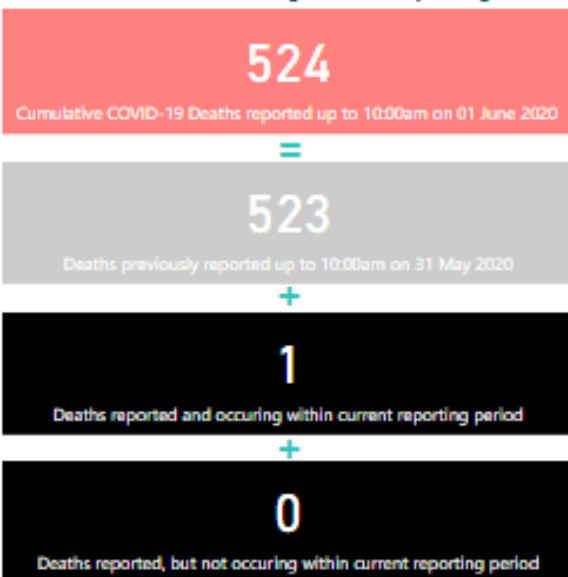 524
Cumulative COVID-19 Deaths reported up to 10:00am on 01 June 2020
=
523
Deaths previously reported up to 10:00am on 31 May 2020
+
1
Deaths reported and occuring within current reporting period
+
0
Deaths reported, but not occuring within current reporting period